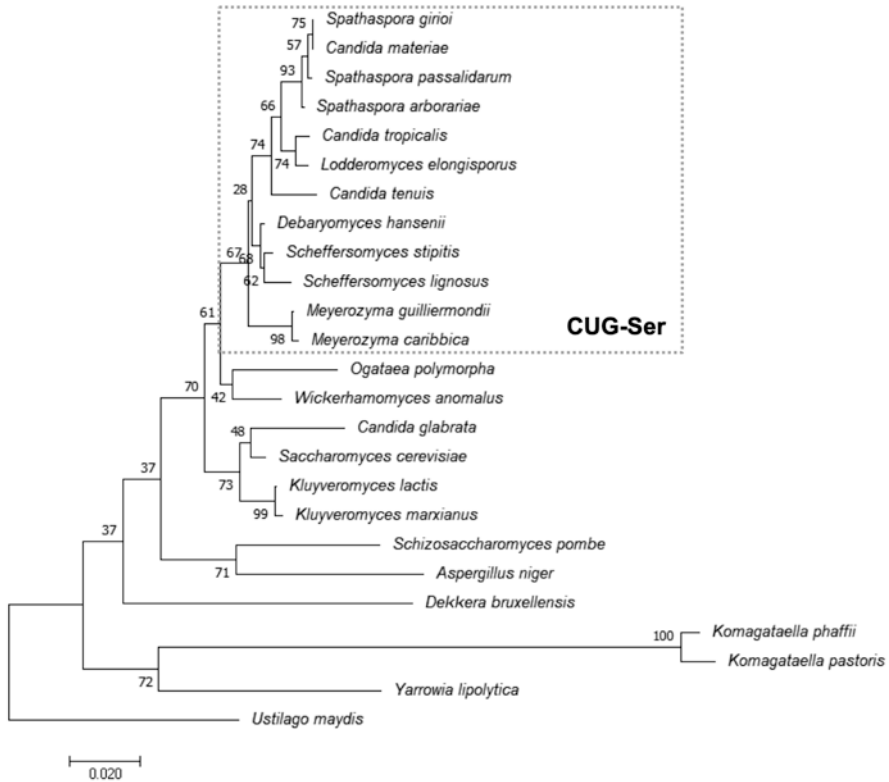 75 Spathaspora girioi
57 Candida materiae
93 Spathaspora passalidarum
Spathaspora arborariae
66 Candida tropicalis
74 74 Lodderomyces elongisporus
28 Candida tenuis
Debaryomyces hansenii
67 68 Scheffersomyces stipitis
62 Scheffersomyces lignosus
61 Meyerozyma guilliermondii
98 Meyerozyma caribbica
CUG-Ser
Ogataea polymorpha
70 42 Wickerhamomyces anomalus
48 Candida glabrata
Saccharomyces cerevisiae
37 73 Kluyveromyces lactis
99 Kluyveromyces marxianus
37 Schizosaccharomyces pombe
71 Aspergillus niger
Dekkera bruxellensis
100 Komagataella phaffii
Komagataella pastoris
72 Yarrowia lipolytica
Ustilago maydis
0.020